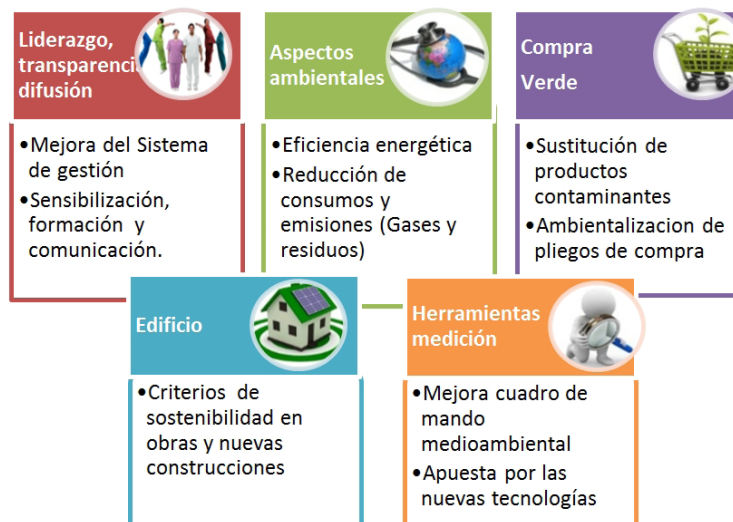 Liderazgo,
transparenci
difusión
•Mejora del Sistema
de gestión
•Sensibilización,
formación y
comunicación.
Aspectos
ambientales
•Eficiencia energética
•Reducción de
consumos y
emisiones (Gases y
residuos)
Compra
Verde
•Sustitución de
productos
contaminantes
•Ambientalizacion de
pliegos de compra
Edificio
•Criterios de
sostenibilidad en
obras y nuevas
construcciones
Herramientas
medición
•Mejora cuadro de
mando
medioambiental
•Apuesta por las
nuevas tecnologías